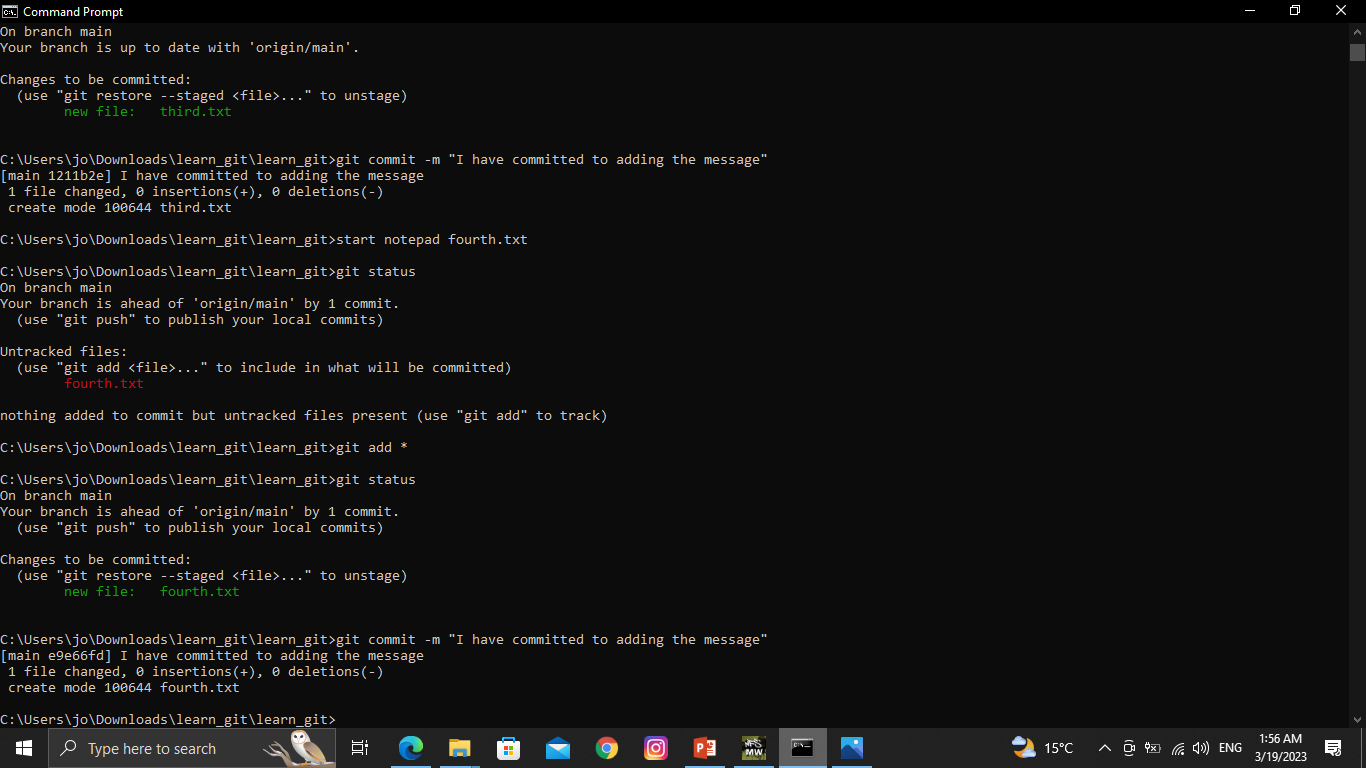 Command Prompt
On branch main
Your branch is up to date with 'origin/main'.
Changes to be committed:
  (use "git restore --staged <file>..." to unstage)
        new file:   third.txt
C:\Users\jo\Downloads\learn_git\learn_git>git commit -m "I have committed to adding the message"
[main 1211b2e] I have committed to adding the message
 1 file changed, 0 insertions(+), 0 deletions(-)
 create mode 100644 third.txt
C:\Users\jo\Downloads\learn_git\learn_git>start notepad fourth.txt
C:\Users\jo\Downloads\learn_git\learn_git>git status
On branch main
Your branch is ahead of 'origin/main' by 1 commit.
  (use "git push" to publish your local commits)
Untracked files:
  (use "git add <file>..." to include in what will be committed)
        fourth.txt
nothing added to commit but untracked files present (use "git add" to track)
C:\Users\jo\Downloads\learn_git\learn_git>git add *
C:\Users\jo\Downloads\learn_git\learn_git>git status
On branch main
Your branch is ahead of 'origin/main' by 1 commit.
  (use "git push" to publish your local commits)
Changes to be committed:
  (use "git restore --staged <file>..." to unstage)
        new file:   fourth.txt
C:\Users\jo\Downloads\learn_git\learn_git>git commit -m "I have committed to adding the message"
[main e9e66fd] I have committed to adding the message
 1 file changed, 0 insertions(+), 0 deletions(-)
 create mode 100644 fourth.txt
C:\Users\jo\Downloads\learn_git\learn_git>
Type here to search
MW
15°C
ENG
1:56 AM
3/19/2023